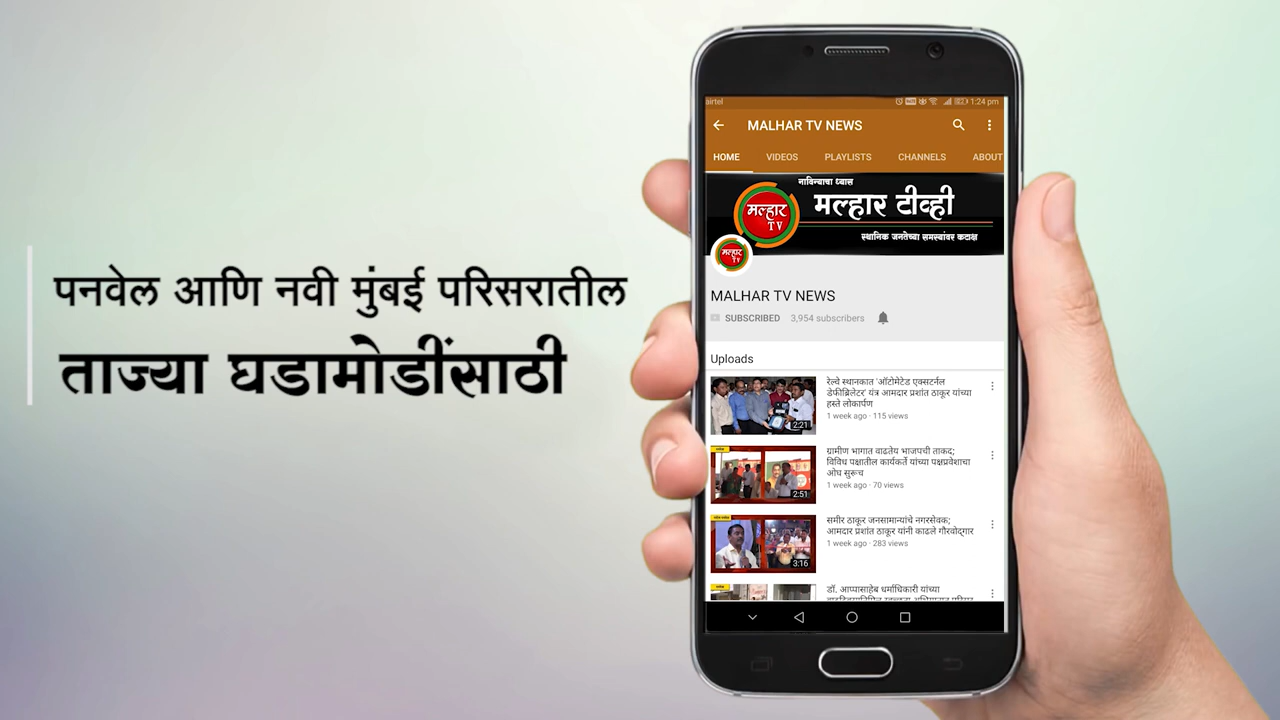 पनवेल आणि नवी मुंबई परिसरातील
ताज्या घडामोडींसाठी
airtel
1:24 pm
MALHAR TV NEWS
HOME VIDEOS PLAYLISTS CHANNELS ABOUT
नाविन्याचा ध्यास
मल्हार टीव्ही
मल्हार
TV
स्थानिक जनतेच्या समस्यांवर कटाक्ष
मल्हार
TV
MALHAR TV NEWS
SUBSCRIBED 3,954 subscribers
Uploads
रेल्वे स्थानकात 'ऑटोमेटेड एक्सटर्नल
डेफीब्रिलेटर' यंत्र आमदार प्रशांत ठाकूर यांच्या
हस्ते लोकार्पण
1 week ago · 115 views
2:21
ग्रामीण भागात वाढतेय भाजपची ताकद;
विविध पक्षातील कार्यकर्ते यांच्या पक्षप्रवेशाचा
ओघ सुरूच
1 week ago · 70 views
2:51
समीर ठाकूर जनसामान्यांचे नगरसेवक;
आमदार प्रशांत ठाकूर यांनी काढले गौरवोद्गार
1 week ago · 283 views
3:16
डॉ. आप्पासाहेब धर्माधिकारी यांच्या